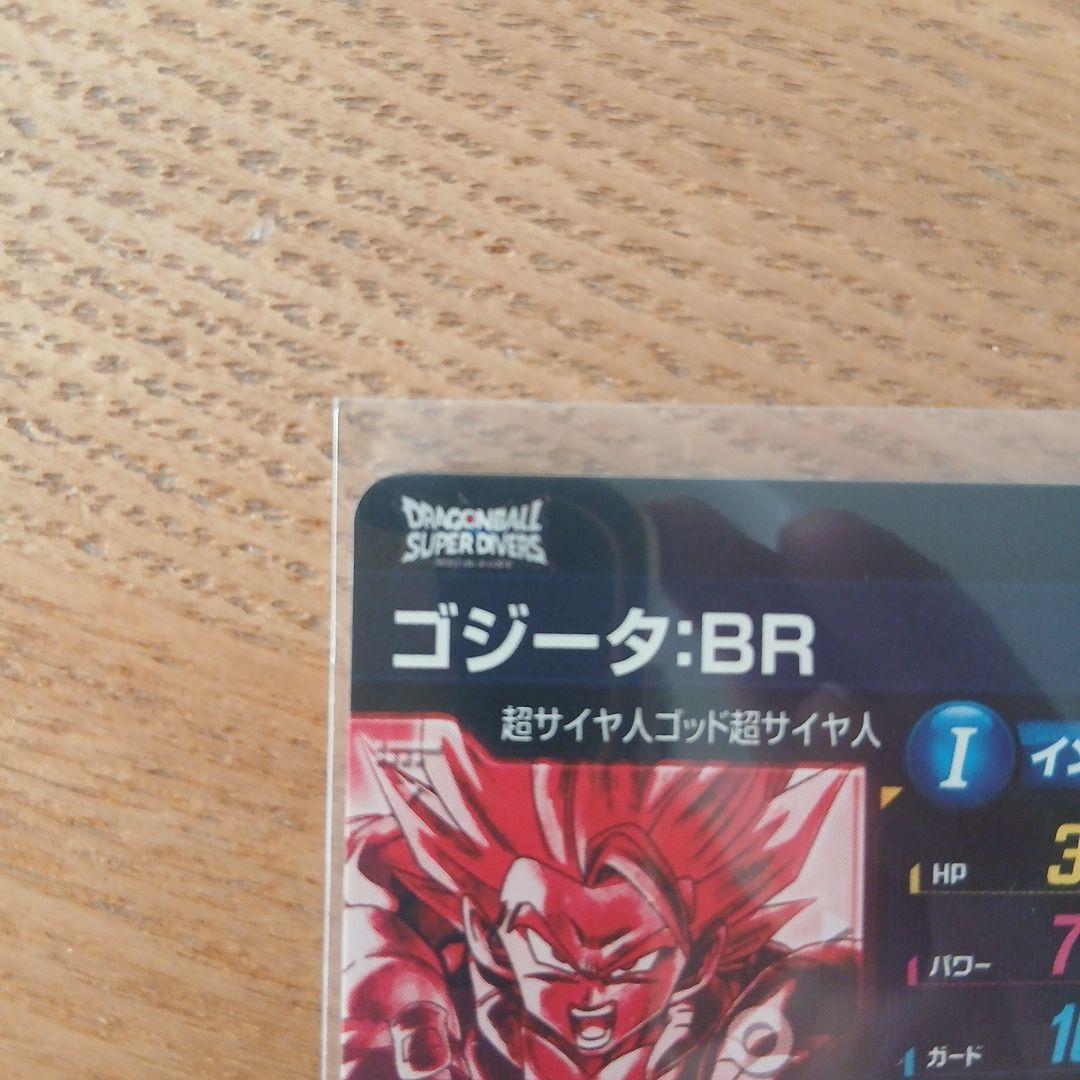 DRAGONBALL
SUPER DIVERS
ゴジータ:BR
超サイヤ人ゴッド超サイヤ人
I
HP
パワー
ガード